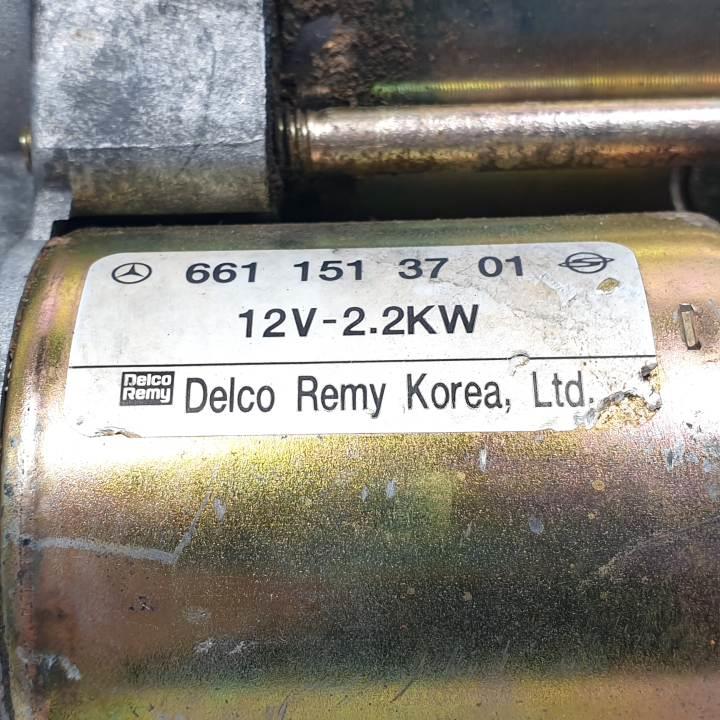 661 151 37 01
12V-2.2KW
Delco
Remy
Delco Remy Korea, Ltd.